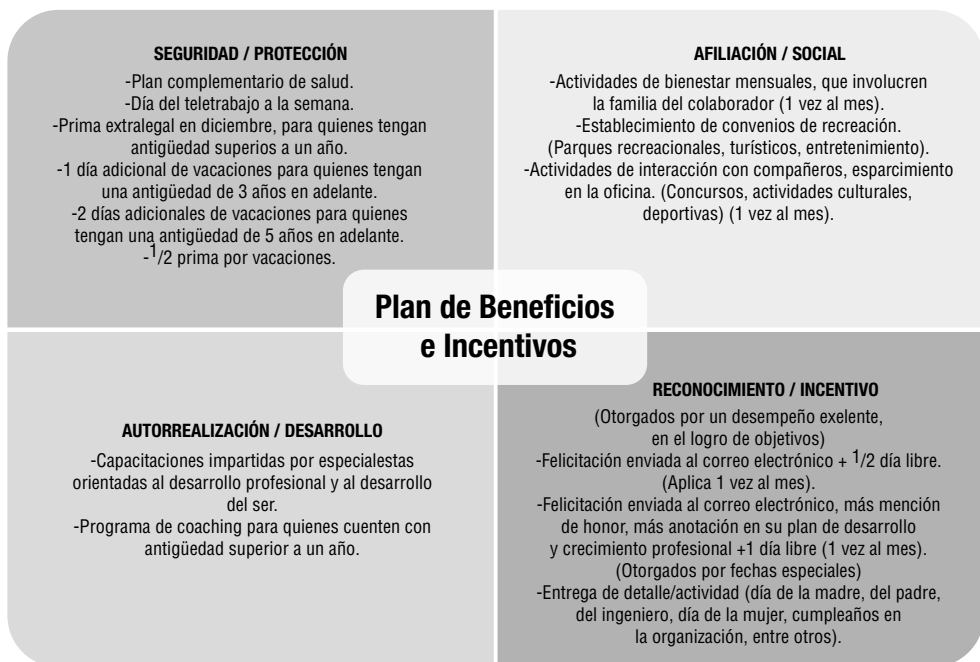 SEGURIDAD / PROTECCIÓN
-Plan complementario de salud.
-Día del teletrabajo a la semana.
-Prima extralegal en diciembre, para quienes tengan
antigüedad superios a un año.
-1 día adicional de vacaciones para quienes tengan
una antigüedad de 3 años en adelante.
-2 días adicionales de vacaciones para quienes
tengan una antigüedad de 5 años en adelante.
-1/2 prima por vacaciones.
AFILIACIÓN / SOCIAL
-Actividades de bienestar mensuales, que involucren
la familia del colaborador (1 vez al mes).
-Establecimiento de convenios de recreación.
(Parques recreacionales, turísticos, entretenimiento).
-Actividades de interacción con compañeros, esparcimiento
en la oficina. (Concursos, actividades culturales,
deportivas) (1 vez al mes).
Plan de Beneficios
e Incentivos
AUTORREALIZACIÓN / DESARROLLO
-Capacitaciones impartidas por especialestas
orientadas al desarrollo profesional y al desarrollo
del ser.
-Programa de coaching para quienes cuenten con
antigüedad superior a un año.
RECONOCIMIENTO / INCENTIVO
(Otorgados por un desempeño exelente,
en el logro de objetivos)
-Felicitación enviada al correo electrónico + 1/2 día libre.
(Aplica 1 vez al mes).
-Felicitación enviada al correo electrónico, más mención
de honor, más anotación en su plan de desarrollo
y crecimiento profesional +1 día libre (1 vez al mes).
(Otorgados por fechas especiales)
-Entrega de detalle/actividad (día de la madre, del padre,
del ingeniero, día de la mujer, cumpleaños en
la organización, entre otros).